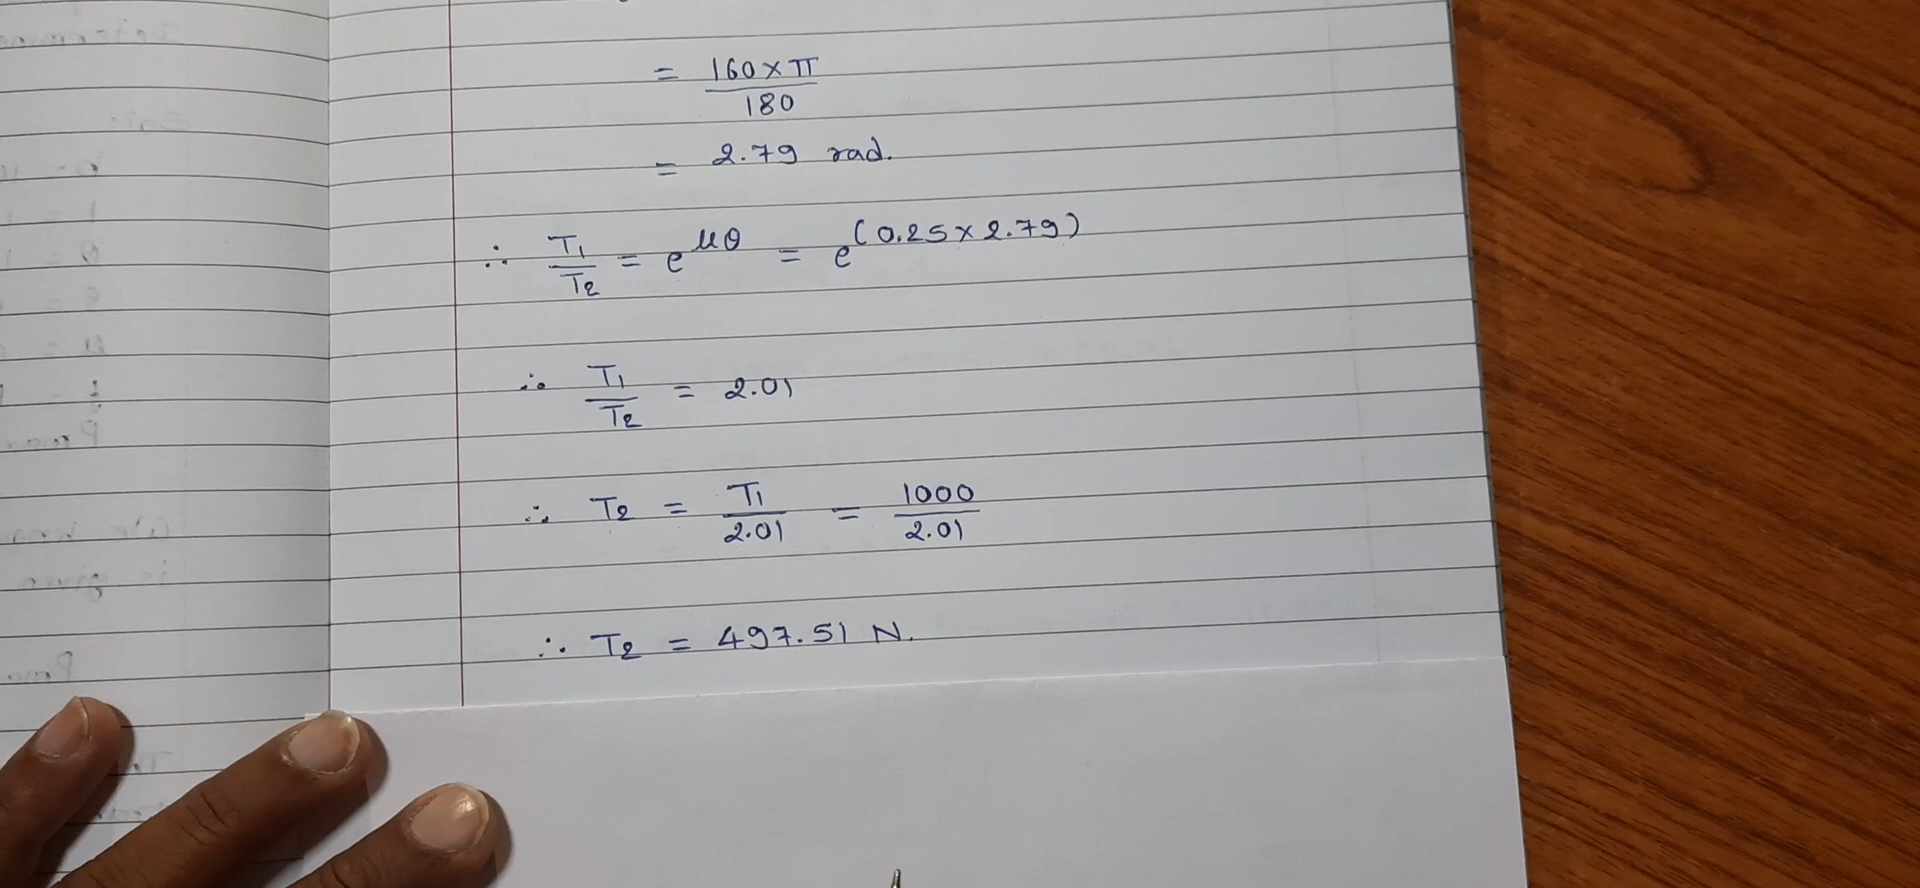 = 160 × π / 180
= 2.79 rad.
∴ T1/T2 = e^μθ = e^(0.25 × 2.79)
∴ T1/T2 = 2.01
∴ T2 = T1/2.01 = 1000/2.01
∴ T2 = 497.51 N.